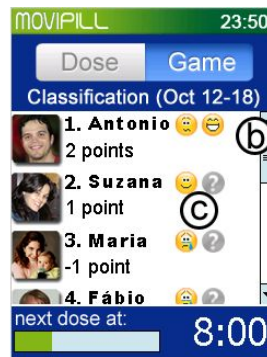 MOVIPILL 23:50
Dose Game
Classification (Oct 12-18)
1. Antonio
b
2 points
2. Suzana ?
1 point
c
3. Maria ?
-1 point
4. Fábio ?
next dose at:
8:00